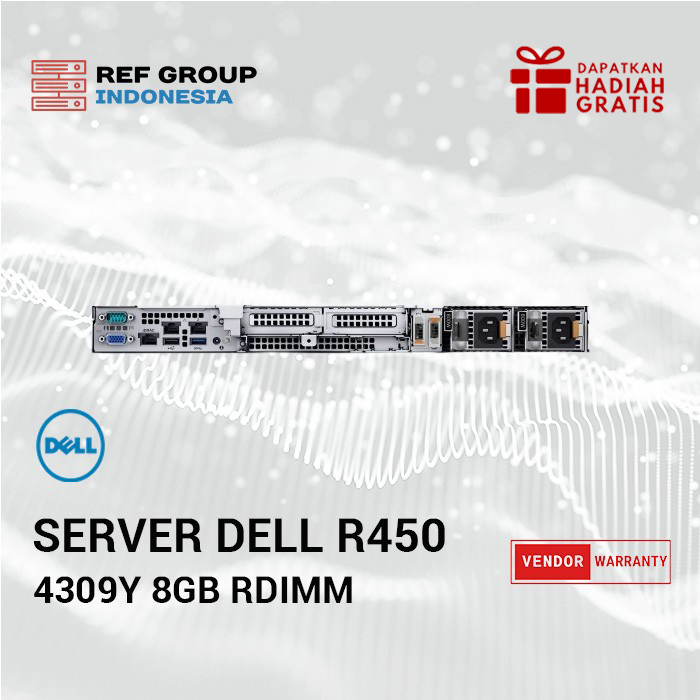 REF GROUP
INDONESIA
DAPATKAN
HADIAH
GRATIS
DELL
SERVER DELL R450
4309Y 8GB RDIMM
VENDOR WARRANTY